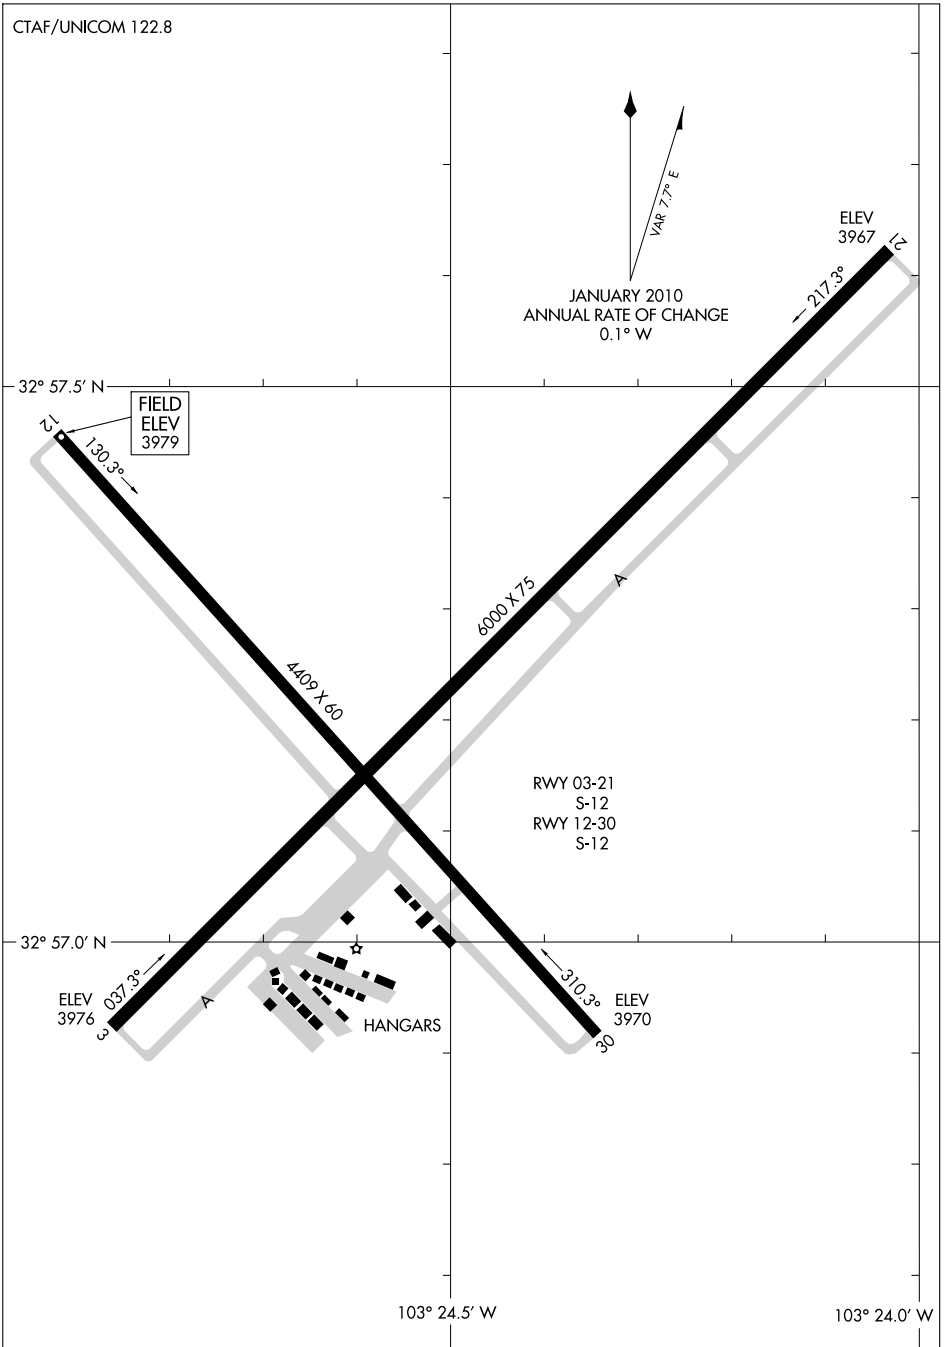 CTAF/UNICOM 122.8
VAR 7.7° E
JANUARY 2010
ANNUAL RATE OF CHANGE
0.1° W
ELEV
3967
21
217.3°
32° 57.5' N
FIELD
ELEV
3979
12
130.3°
6000 X 75
A
4409 X 60
RWY 03-21
S-12
RWY 12-30
S-12
32° 57.0' N
037.3°
A
ELEV
3976
3
HANGARS
310.3°
ELEV
3970
30
103° 24.5' W
103° 24.0' W